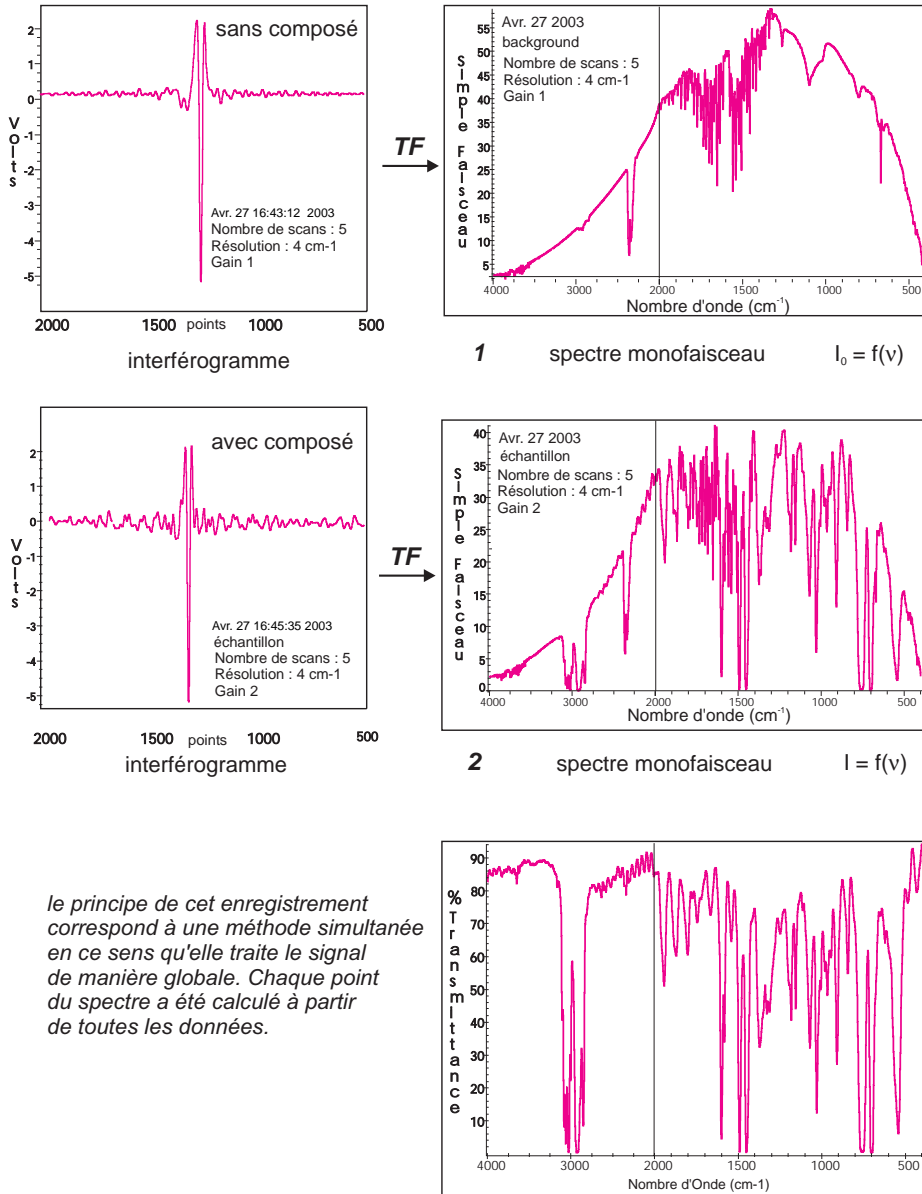 sans composé
2
1
0
-1
-2
-3
-4
-5
Volts
Avr. 27 16:43:12 2003
Nombre de scans : 5
Résolution : 4 cm-1
Gain 1
2000 1500 points 1000 500
interférogramme
TF
Avr. 27 2003
background
Nombre de scans : 5
Résolution : 4 cm-1
Gain 1
Simple Faisceau
55
50
45
40
35
30
25
20
15
10
5
4000 3000 2000 1500 1000 500
Nombre d'onde (cm⁻¹)
1 spectre monofaisceau I₀ = f(ν)
avec composé
2
1
0
-1
-2
-3
-4
-5
Volts
Avr. 27 16:45:35 2003
échantillon
Nombre de scans : 5
Résolution : 4 cm-1
Gain 2
2000 1500 points 1000 500
interférogramme
TF
Avr. 27 2003
échantillon
Nombre de scans : 5
Résolution : 4 cm-1
Gain 2
Simple Faisceau
40
35
30
25
20
15
10
5
0
4000 3000 2000 1500 1000 500
Nombre d'onde (cm⁻¹)
2 spectre monofaisceau I = f(ν)
le principe de cet enregistrement
correspond à une méthode simultanée
en ce sens qu'elle traite le signal
de manière globale. Chaque point
du spectre a été calculé à partir
de toutes les données.
% Transmittance
90
80
70
60
50
40
30
20
10
4000 3000 2000 1500 1000 500
Nombre d'Onde (cm-1)